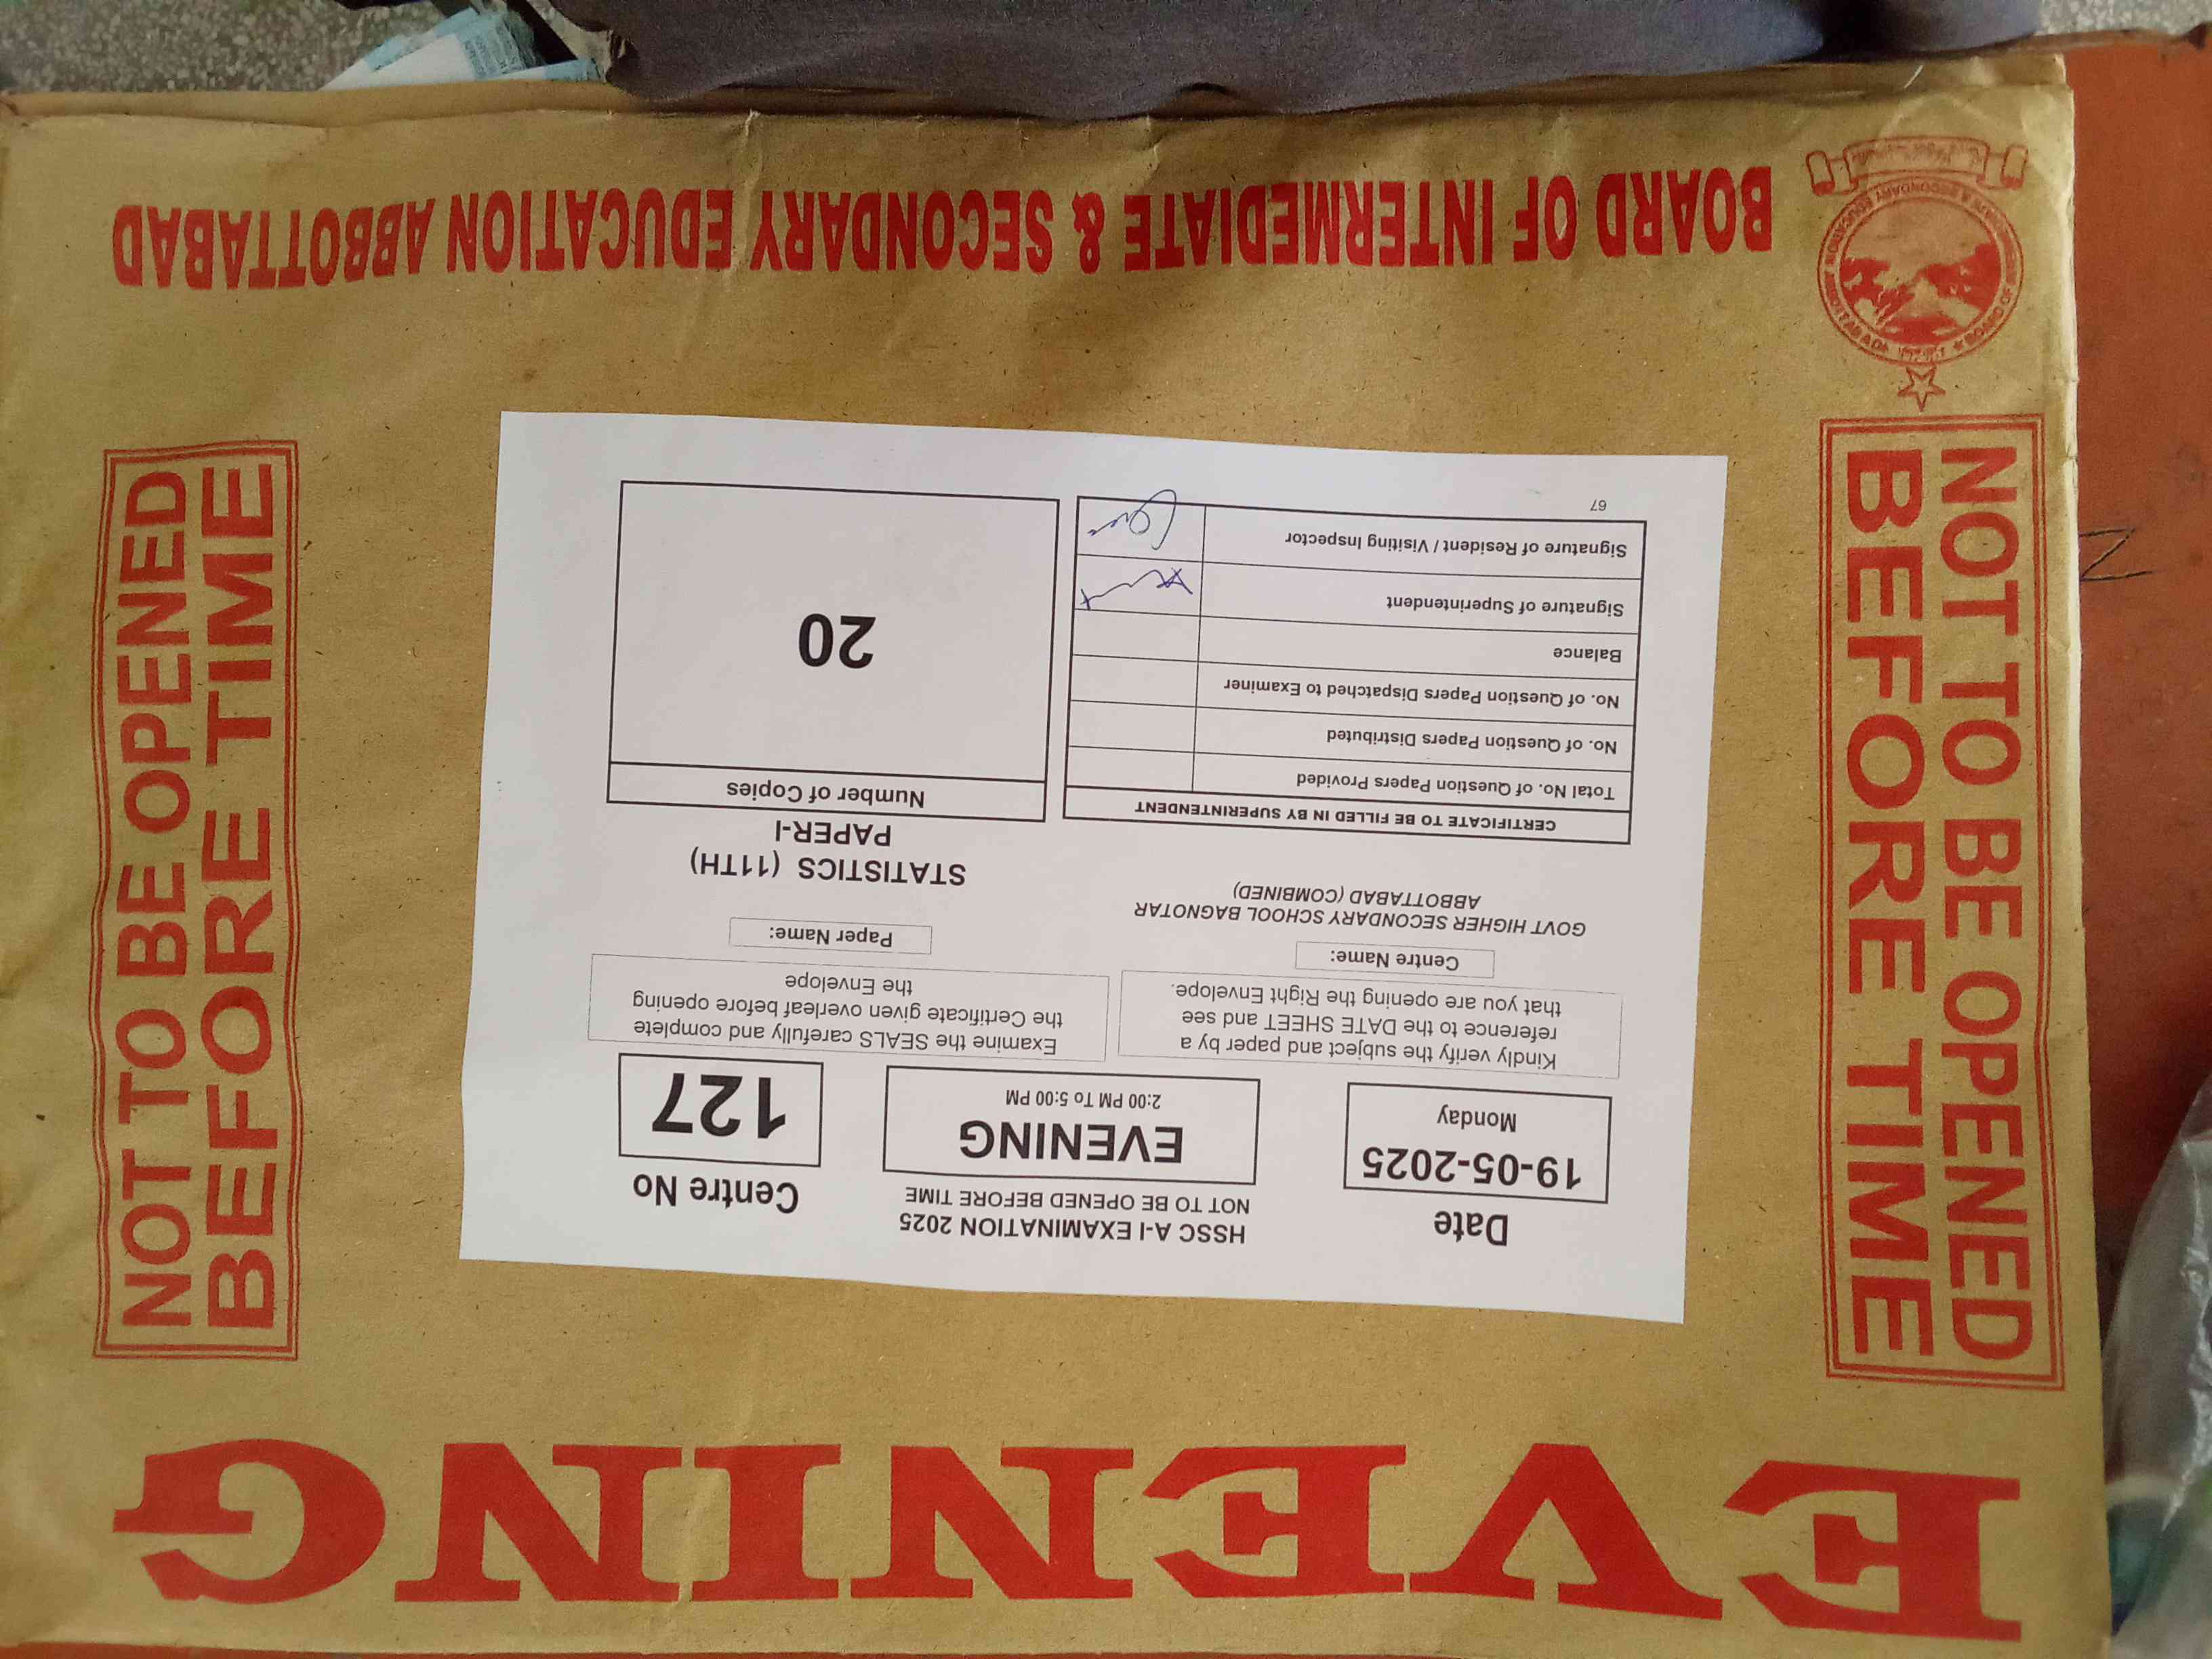 EVENING
NOT TO BE OPENED
BEFORE TIME
NOT TO BE OPENED
BEFORE TIME
Date
19-05-2025
Monday
HSSC A-I EXAMINATION 2025
NOT TO BE OPENED BEFORE TIME
EVENING
2:00 PM To 5:00 PM
Centre No
127
Kindly verify the subject and paper by a
reference to the DATE SHEET and see
that you are opening the Right Envelope.
Examine the SEALS carefully and complete
the Certificate given overleaf before opening
the Envelope
Centre Name:
GOVT HIGHER SECONDARY SCHOOL BAGNOTAR
ABBOTTABAD (COMBINED)
Paper Name:
STATISTICS (11TH)
PAPER-I
CERTIFICATE TO BE FILLED IN BY SUPERINTENDENT
Total No. of Question Papers Provided
No. of Question Papers Distributed
No. of Question Papers Dispatched to Examiner
Balance
Signature of Superintendent
Signature of Resident / Visiting Inspector
67
Number of Copies
20
BOARD OF INTERMEDIATE & SECONDARY EDUCATION ABBOTTABAD